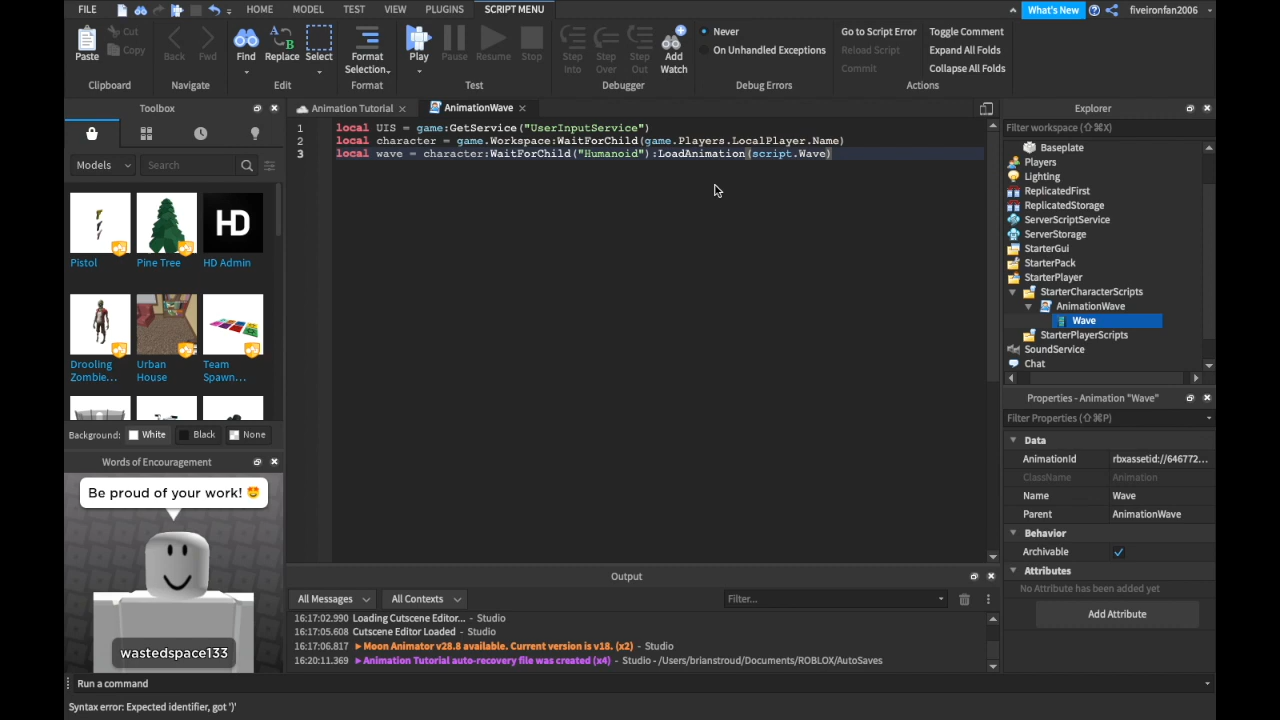 FILE HOME MODEL TEST VIEW PLUGINS SCRIPT MENU What's New fiveironfan2006
Paste Cut Copy Back Fwd Find Replace Select Format Selection Play Pause Resume Stop Step Into Step Over Step Out Add Watch
Never
On Unhandled Exceptions
Go to Script Error Toggle Comment
Reload Script Expand All Folds
Commit Collapse All Folds
Clipboard Navigate Edit Format Test Debugger Debug Errors Actions
Toolbox
Models Search
Pistol Pine Tree HD Admin
Drooling Zombie... Urban House Team Spawn...
Background: White Black None
Words of Encouragement
Be proud of your work! 🤩
wastedspace133
Animation Tutorial AnimationWave
1 local UIS = game:GetService("UserInputService")
2 local character = game.Workspace:WaitForChild(game.Players.LocalPlayer.Name)
3 local wave = character:WaitForChild("Humanoid"):LoadAnimation(script.Wave)
Output
All Messages All Contexts Filter...
16:17:02.990 Loading Cutscene Editor... - Studio
16:17:05.608 Cutscene Editor Loaded - Studio
16:17:06.817 ▶Moon Animator v28.8 available. Current version is v18. (x2) - Studio
16:20:11.369 ▶Animation Tutorial auto-recovery file was created (x4) - Studio - /Users/brianstroud/Documents/ROBLOX/AutoSaves
Explorer
Filter workspace (⇧⌘X)
Baseplate
Players
Lighting
ReplicatedFirst
ReplicatedStorage
ServerScriptService
ServerStorage
StarterGui
StarterPack
StarterPlayer
StarterCharacterScripts
AnimationWave
Wave
StarterPlayerScripts
SoundService
Chat
Properties - Animation "Wave"
Filter Properties (⇧⌘P)
Data
AnimationId rbxassetid://646772...
ClassName Animation
Name Wave
Parent AnimationWave
Behavior
Archivable
Attributes
No Attribute has been added yet
Add Attribute
Run a command
Syntax error: Expected identifier, got ')'